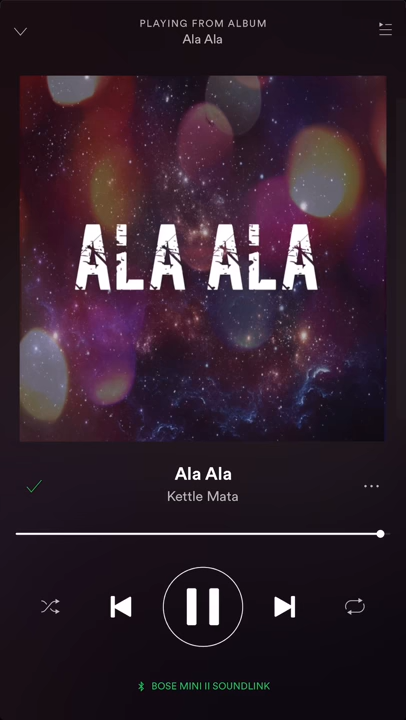 PLAYING FROM ALBUM
Ala Ala
ALA ALA
Ala Ala
Kettle Mata
BOSE MINI II SOUNDLINK